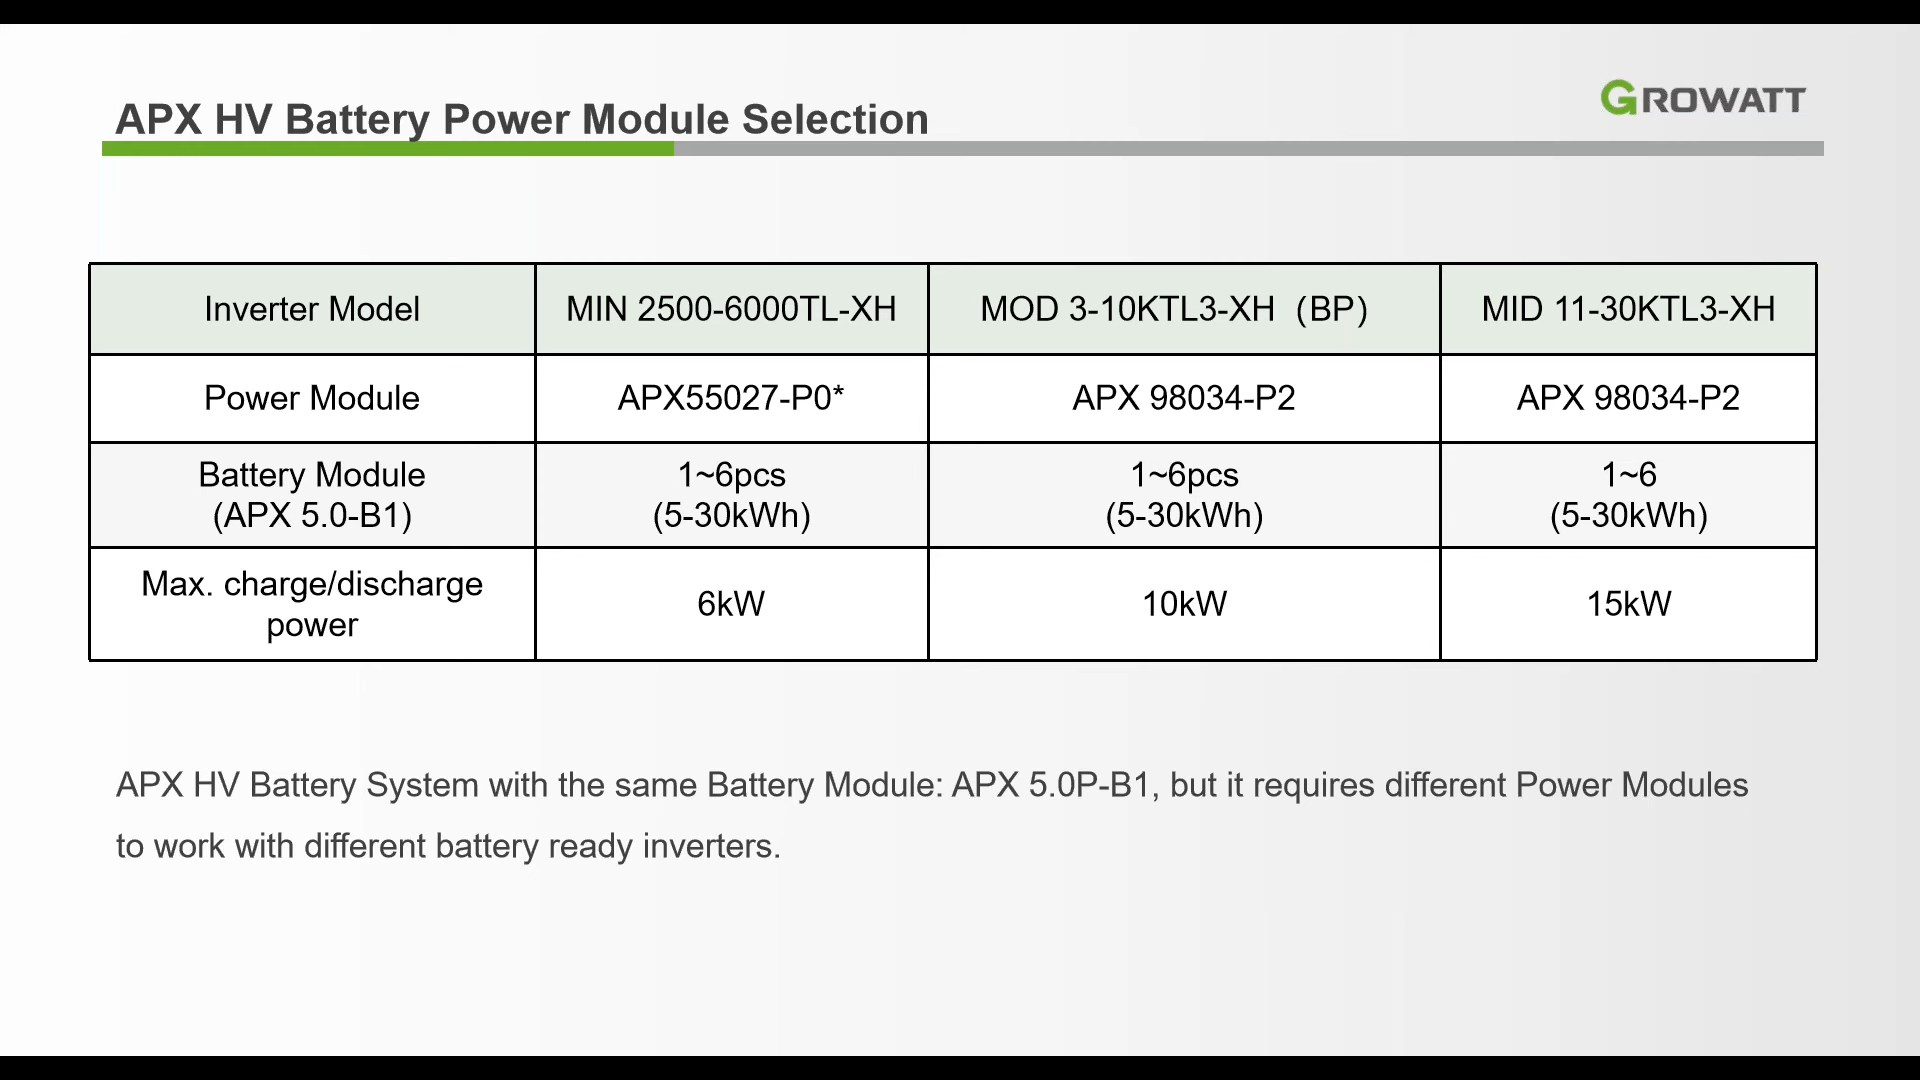 APX HV Battery Power Module Selection
GROWATT
Inverter Model
MIN 2500-6000TL-XH
MOD 3-10KTL3-XH（BP）
MID 11-30KTL3-XH
Power Module
APX55027-P0*
APX 98034-P2
APX 98034-P2
Battery Module
(APX 5.0-B1)
1~6pcs
(5-30kWh)
1~6pcs
(5-30kWh)
1~6
(5-30kWh)
Max. charge/discharge
power
6kW
10kW
15kW
APX HV Battery System with the same Battery Module: APX 5.0P-B1, but it requires different Power Modules
to work with different battery ready inverters.